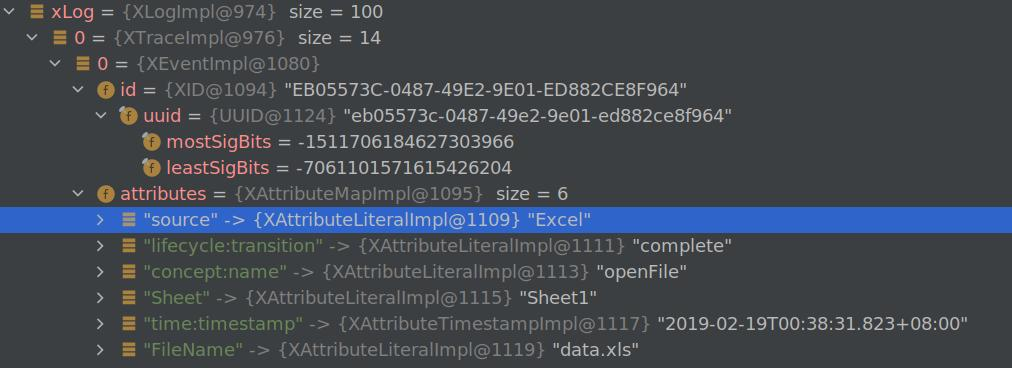 xLog = {XLogImpl@974} size = 100
0 = {XTraceImpl@976} size = 14
0 = {XEventImpl@1080}
f id = {XID@1094} "EB05573C-0487-49E2-9E01-ED882CE8F964"
f uuid = {UUID@1124} "eb05573c-0487-49e2-9e01-ed882ce8f964"
f mostSigBits = -1511706184627303966
f leastSigBits = -7061101571615426204
f attributes = {XAttributeMapImpl@1095} size = 6
"source" -> {XAttributeLiteralImpl@1109} "Excel"
"lifecycle:transition" -> {XAttributeLiteralImpl@1111} "complete"
"concept:name" -> {XAttributeLiteralImpl@1113} "openFile"
"Sheet" -> {XAttributeLiteralImpl@1115} "Sheet1"
"time:timestamp" -> {XAttributeTimestampImpl@1117} "2019-02-19T00:38:31.823+08:00"
"FileName" -> {XAttributeLiteralImpl@1119} "data.xls"